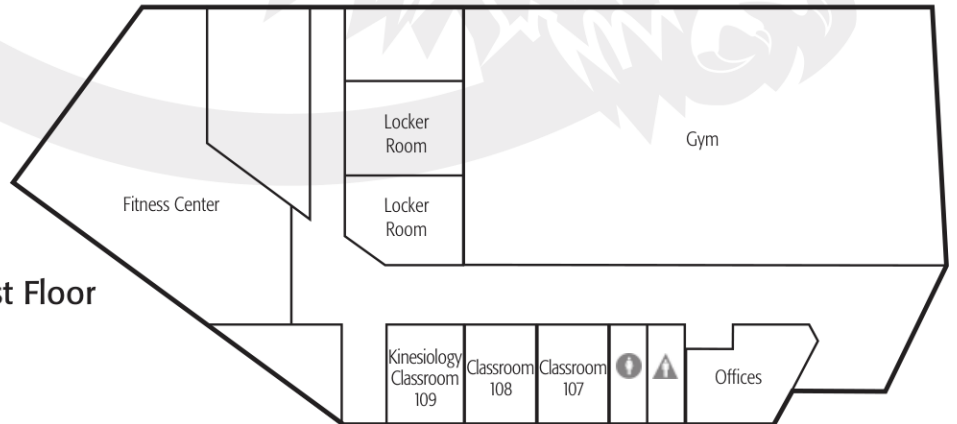 Locker
Room
Gym
Locker
Room
Fitness Center
st Floor
Kinesiology
Classroom
109
Classroom
108
Classroom
107
Offices